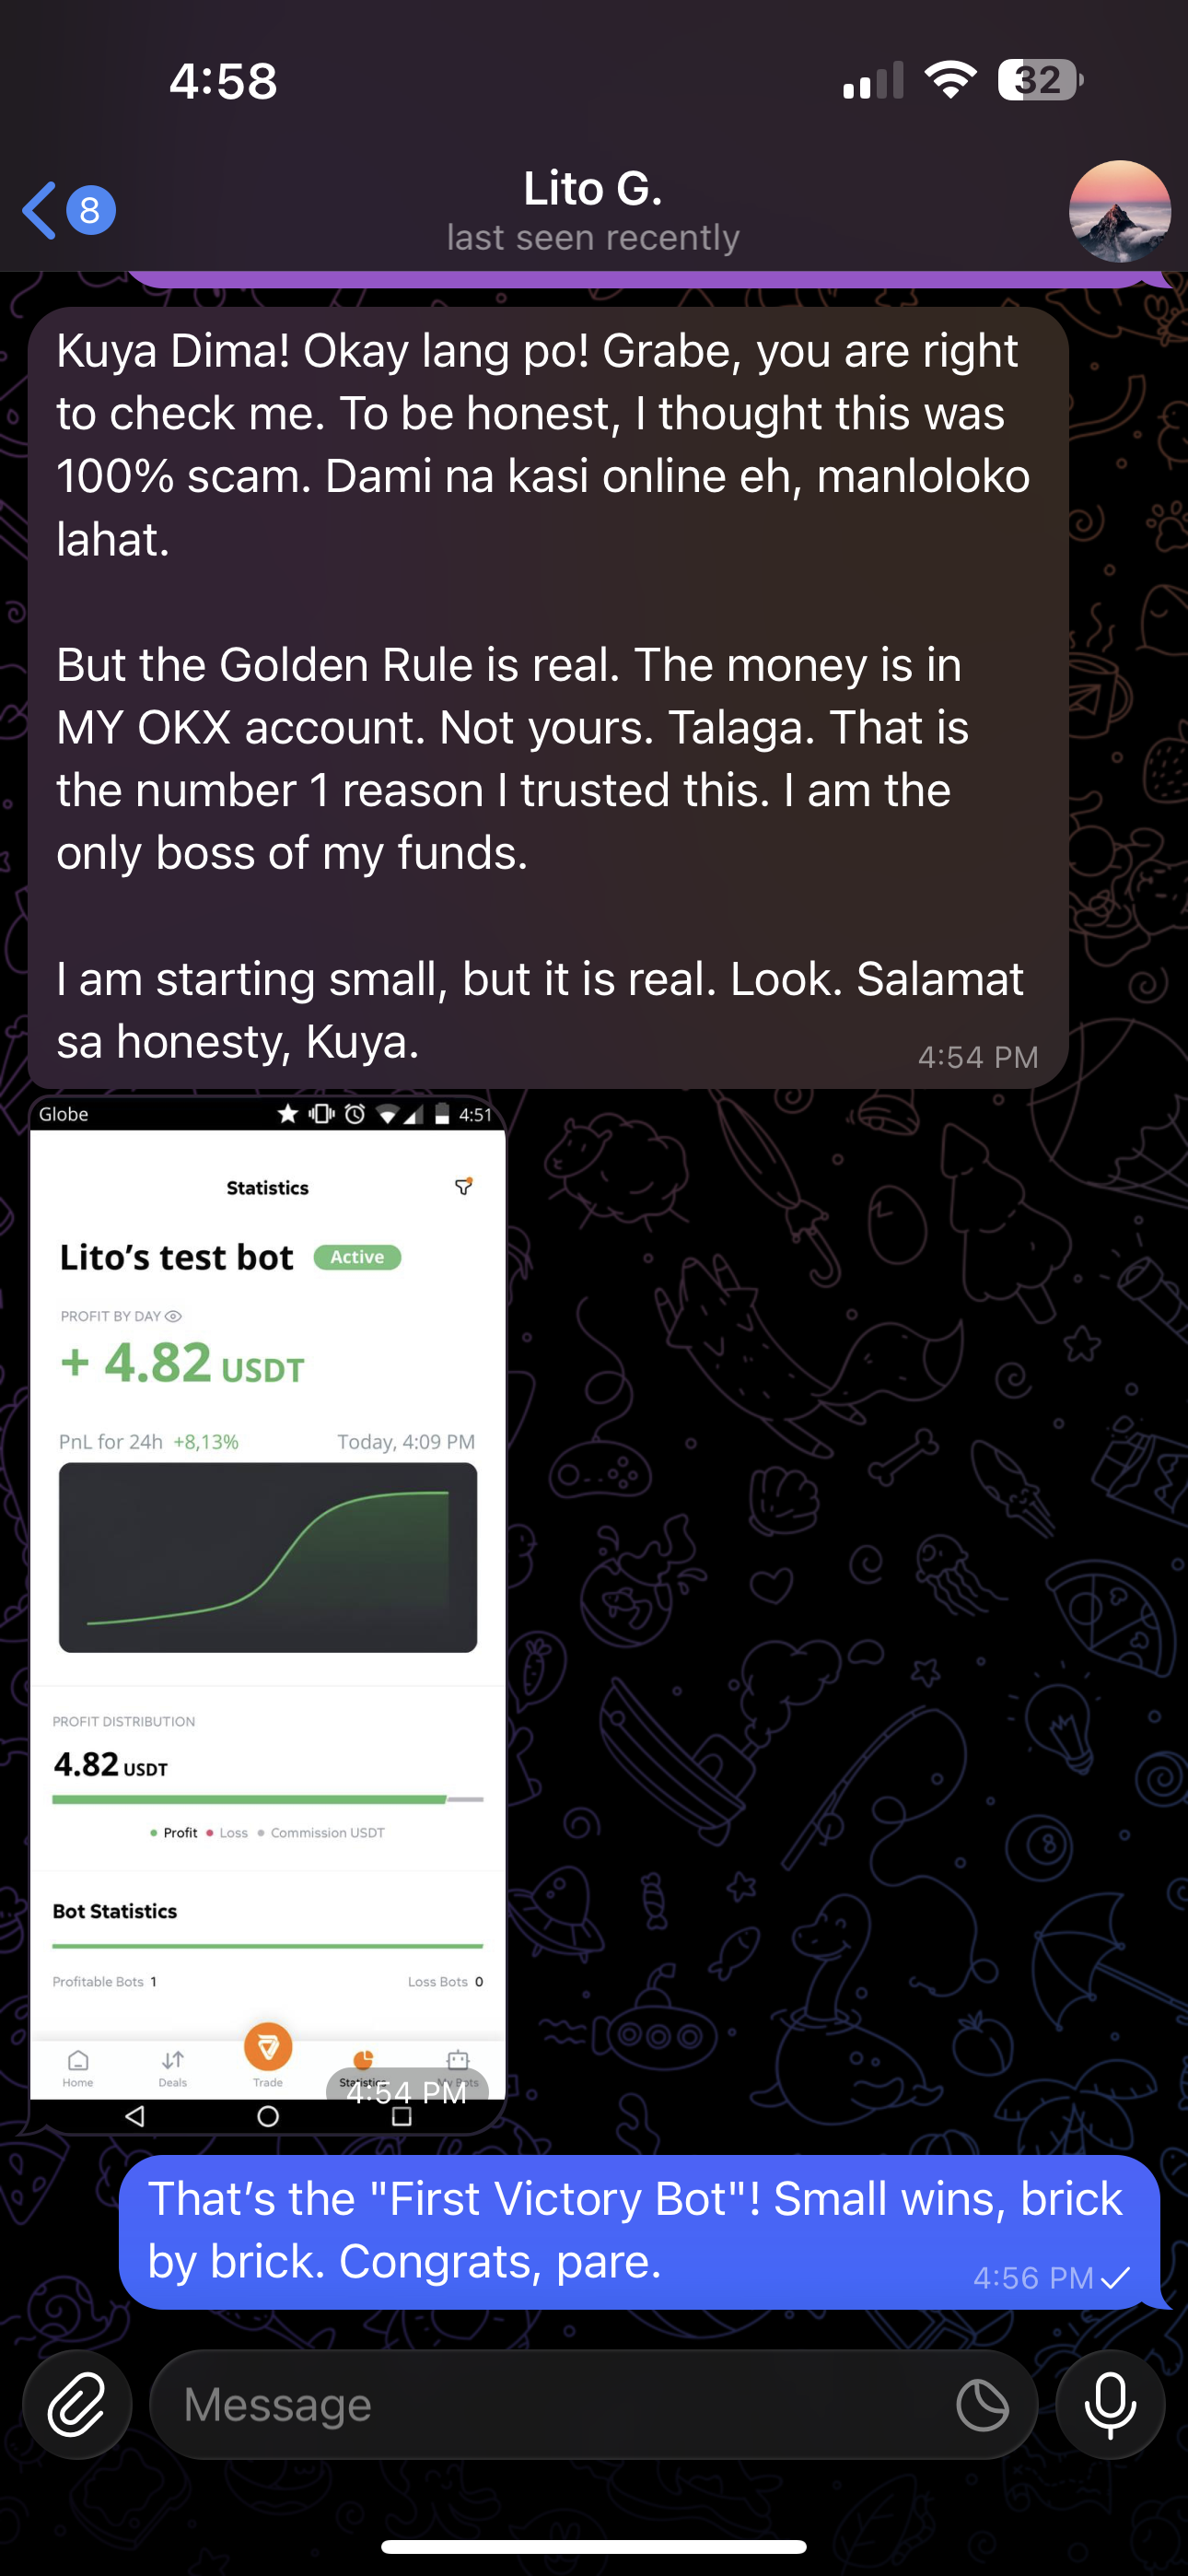 4:58
32
8
Lito G.
last seen recently
Kuya Dima! Okay lang po! Grabe, you are right
to check me. To be honest, I thought this was
100% scam. Dami na kasi online eh, manloloko
lahat.
But the Golden Rule is real. The money is in
MY OKX account. Not yours. Talaga. That is
the number 1 reason I trusted this. I am the
only boss of my funds.
I am starting small, but it is real. Look. Salamat
sa honesty, Kuya.
4:54 PM
Globe
4:51
Statistics
Lito’s test bot
Active
PROFIT BY DAY
+ 4.82 USDT
PnL for 24h +8,13%
Today, 4:09 PM
PROFIT DISTRIBUTION
4.82 USDT
Profit
Loss
Commission USDT
Bot Statistics
Profitable Bots 1
Loss Bots 0
Home
Deals
Trade
Statistics
My Bots
4:54 PM
That’s the "First Victory Bot"! Small wins, brick
by brick. Congrats, pare.
4:56 PM
Message